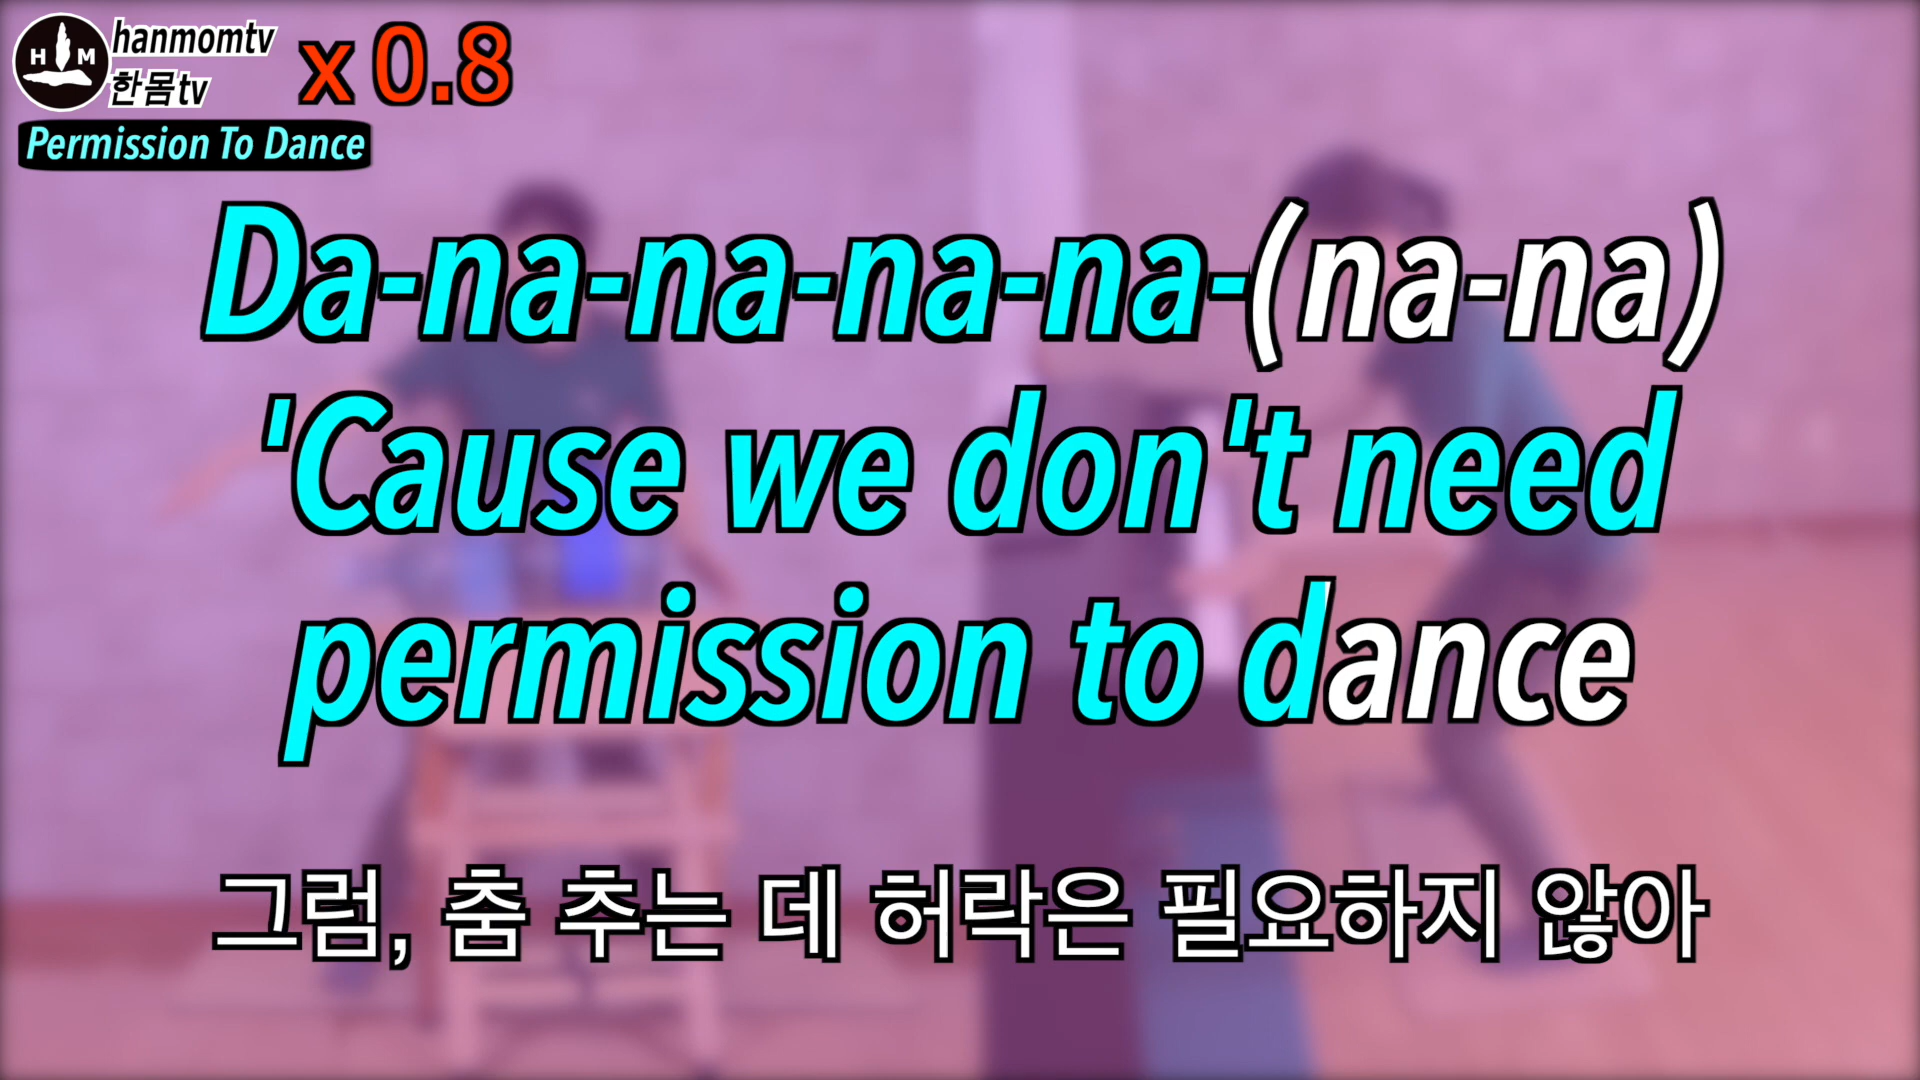 H M
hanmomtv
한몸tv
x 0.8
Permission To Dance
Da-na-na-na-na-(na-na)
'Cause we don't need
permission to dance
그럼, 춤 추는 데 허락은 필요하지 않아